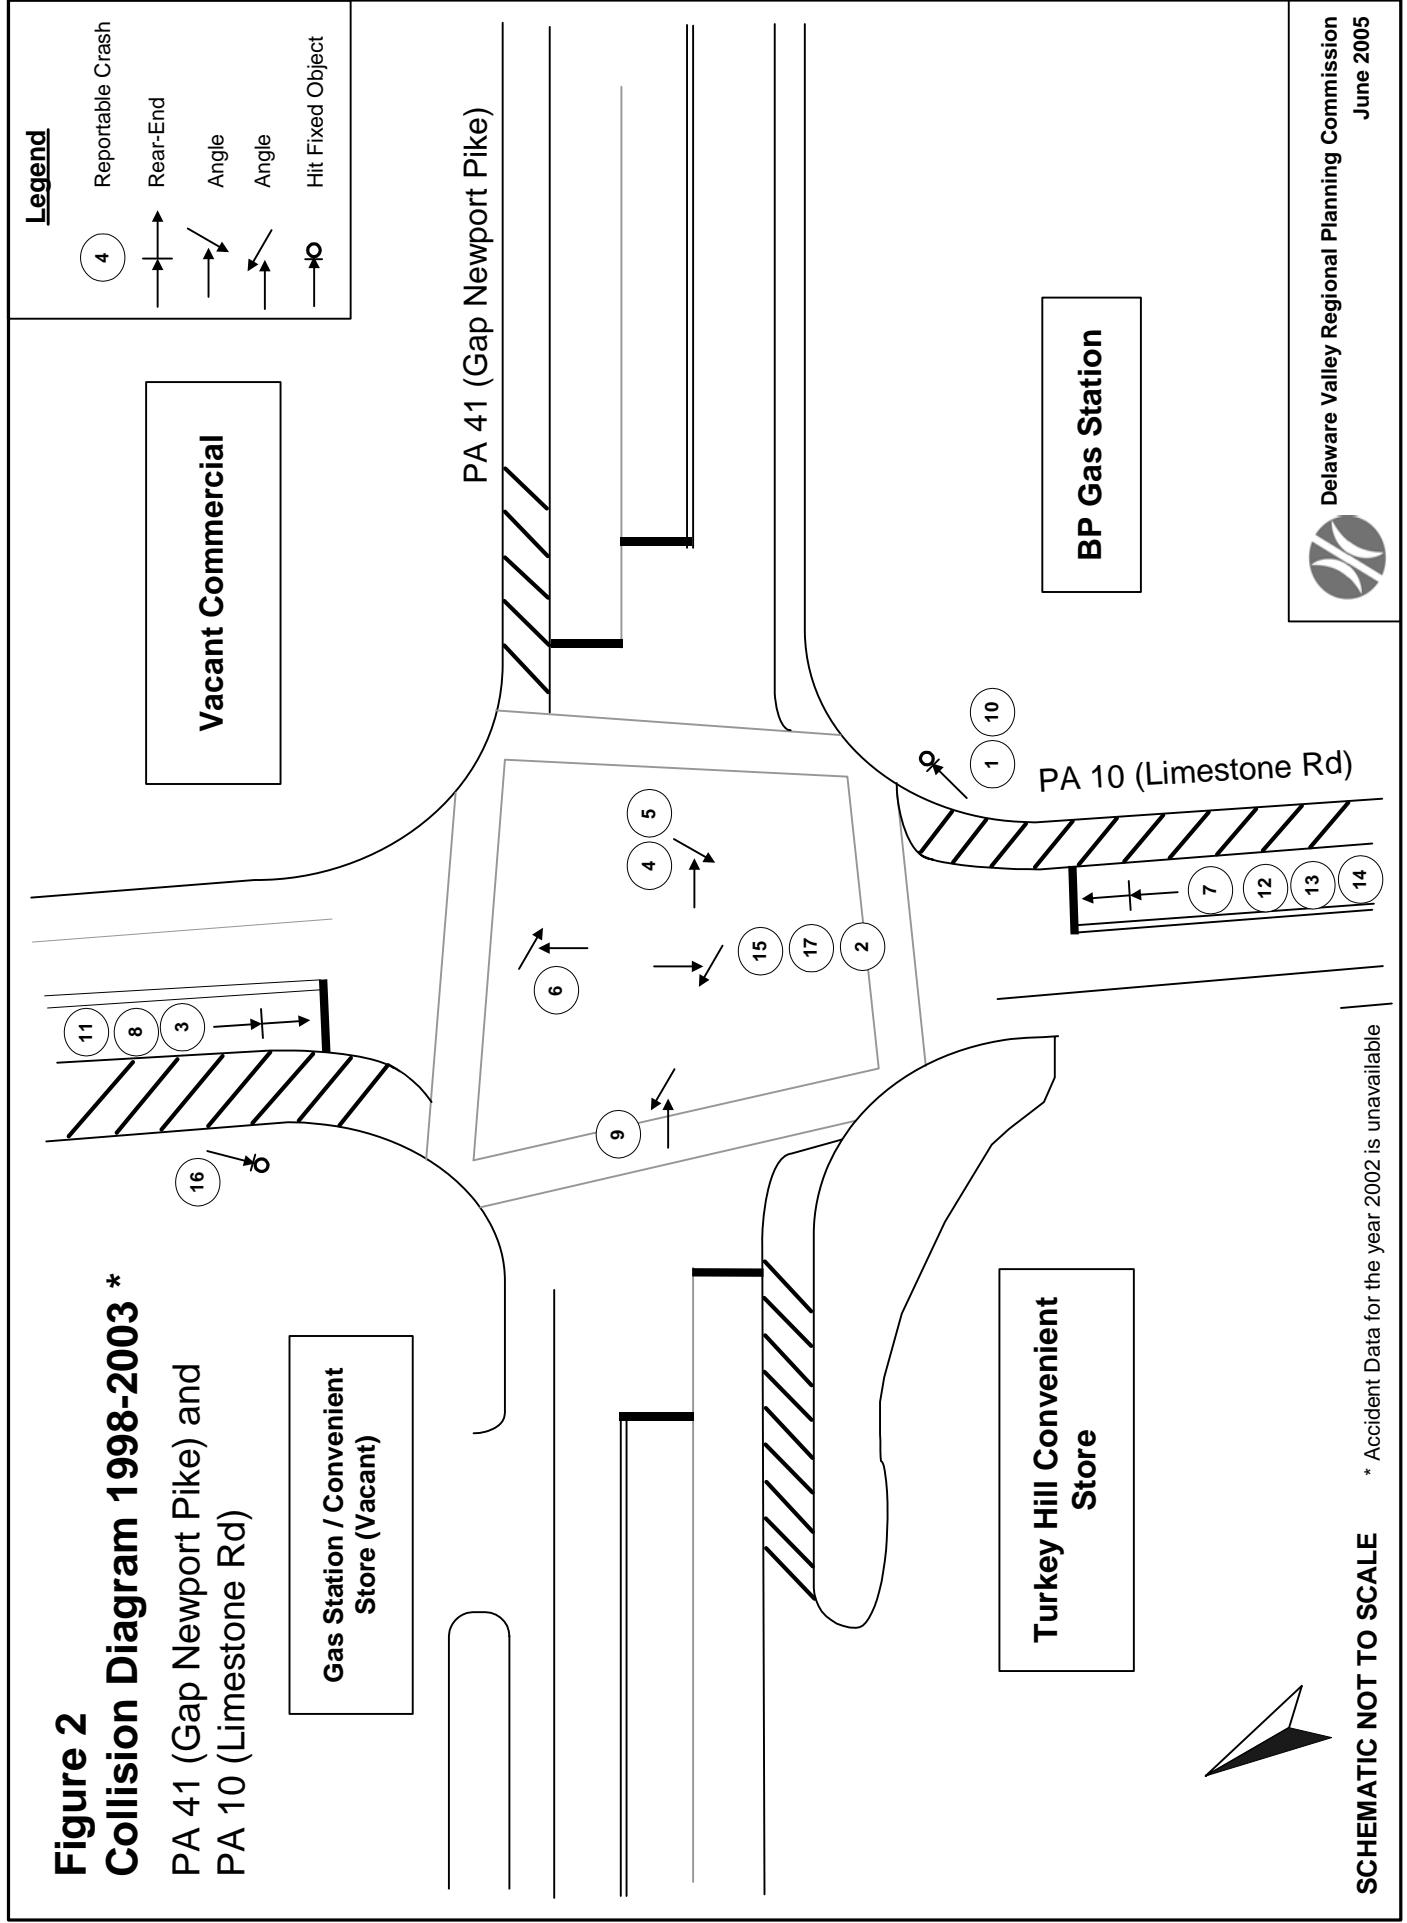 Figure 2
Collision Diagram 1998-2003 *
PA 41 (Gap Newport Pike) and
PA 10 (Limestone Rd)
Legend
4 Reportable Crash
Rear-End
Angle
Angle
Hit Fixed Object
Vacant Commercial
Gas Station / Convenient
Store (Vacant)
PA 41 (Gap Newport Pike)
16
11
8
3
6
9
4
5
15
17
2
1
10
PA 10 (Limestone Rd)
7
12
13
14
BP Gas Station
Turkey Hill Convenient
Store
SCHEMATIC NOT TO SCALE
* Accident Data for the year 2002 is unavailable
Delaware Valley Regional Planning Commission
June 2005